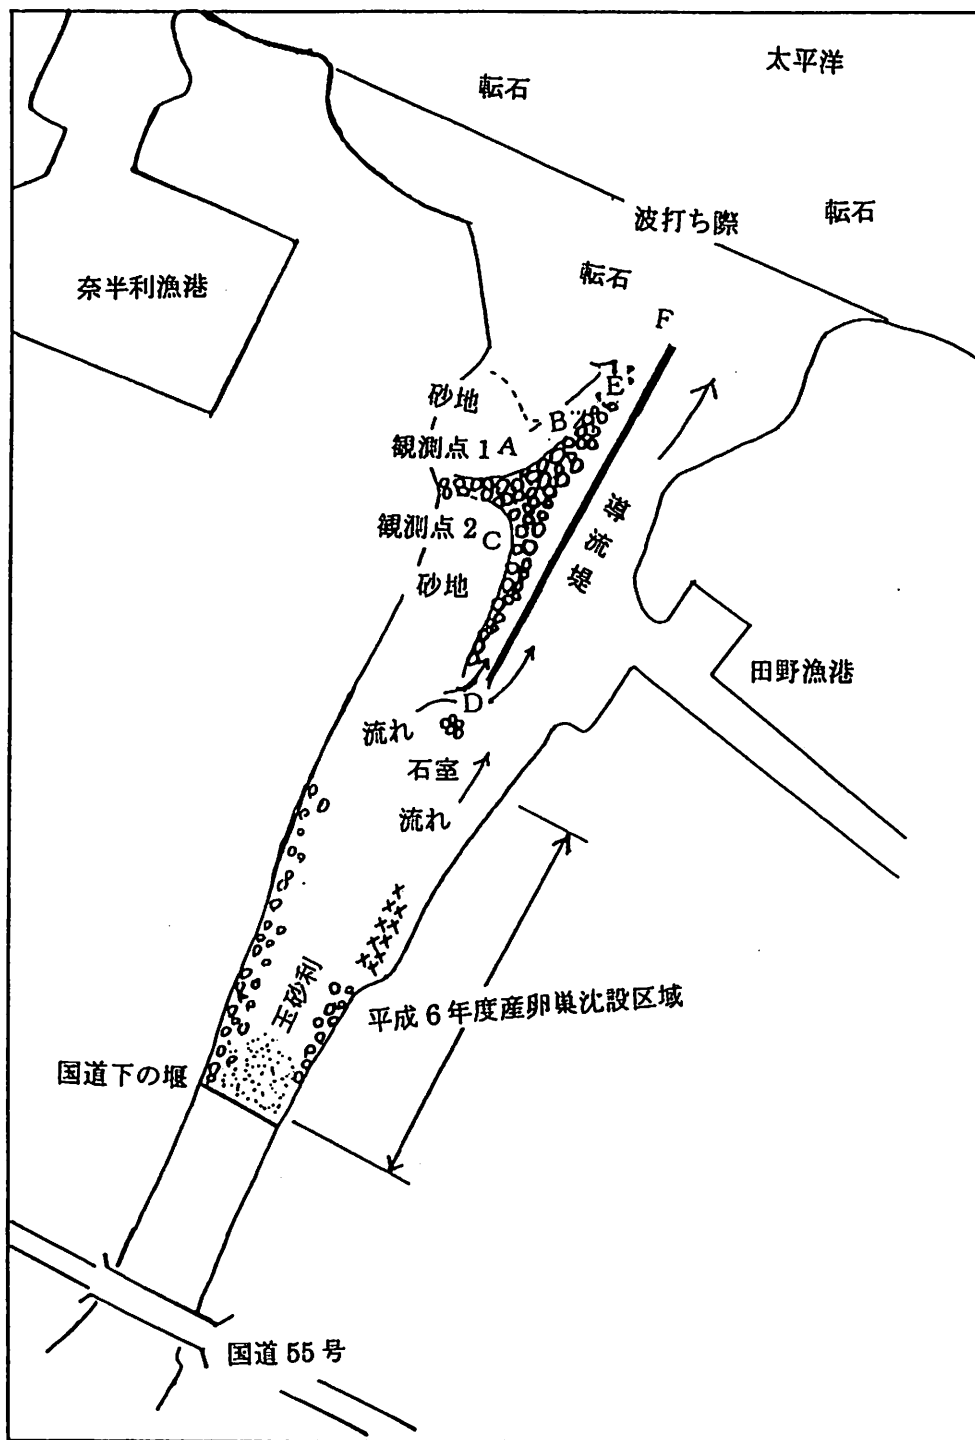 太平洋
転石
転石
波打ち際
転石
奈半利漁港
F
E
砂地
B
観測点1 A
観測点2 C
導流堤
砂地
田野漁港
D
流れ
石室
流れ
玉砂利
平成6年度産卵巣沈設区域
国道下の堰
国道55号